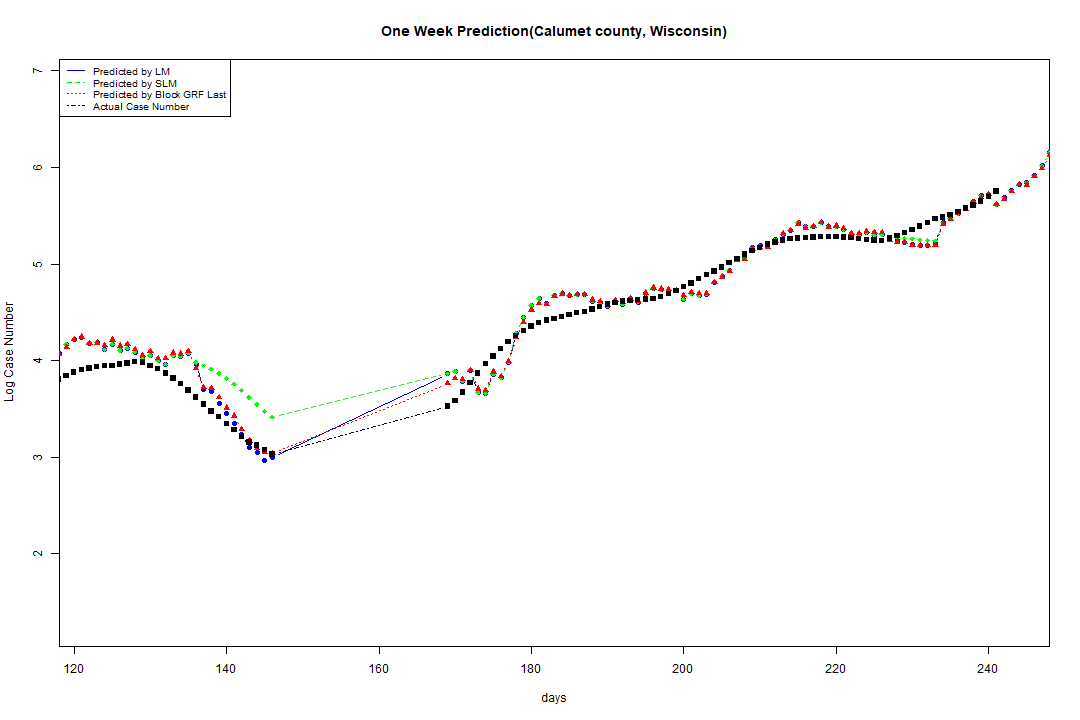 One Week Prediction(Calumet county, Wisconsin)
Predicted by LM
Predicted by SLM
Predicted by Block GRF Last
Actual Case Number
7
6
5
4
3
2
Log Case Number
120 140 160 180 200 220 240
days